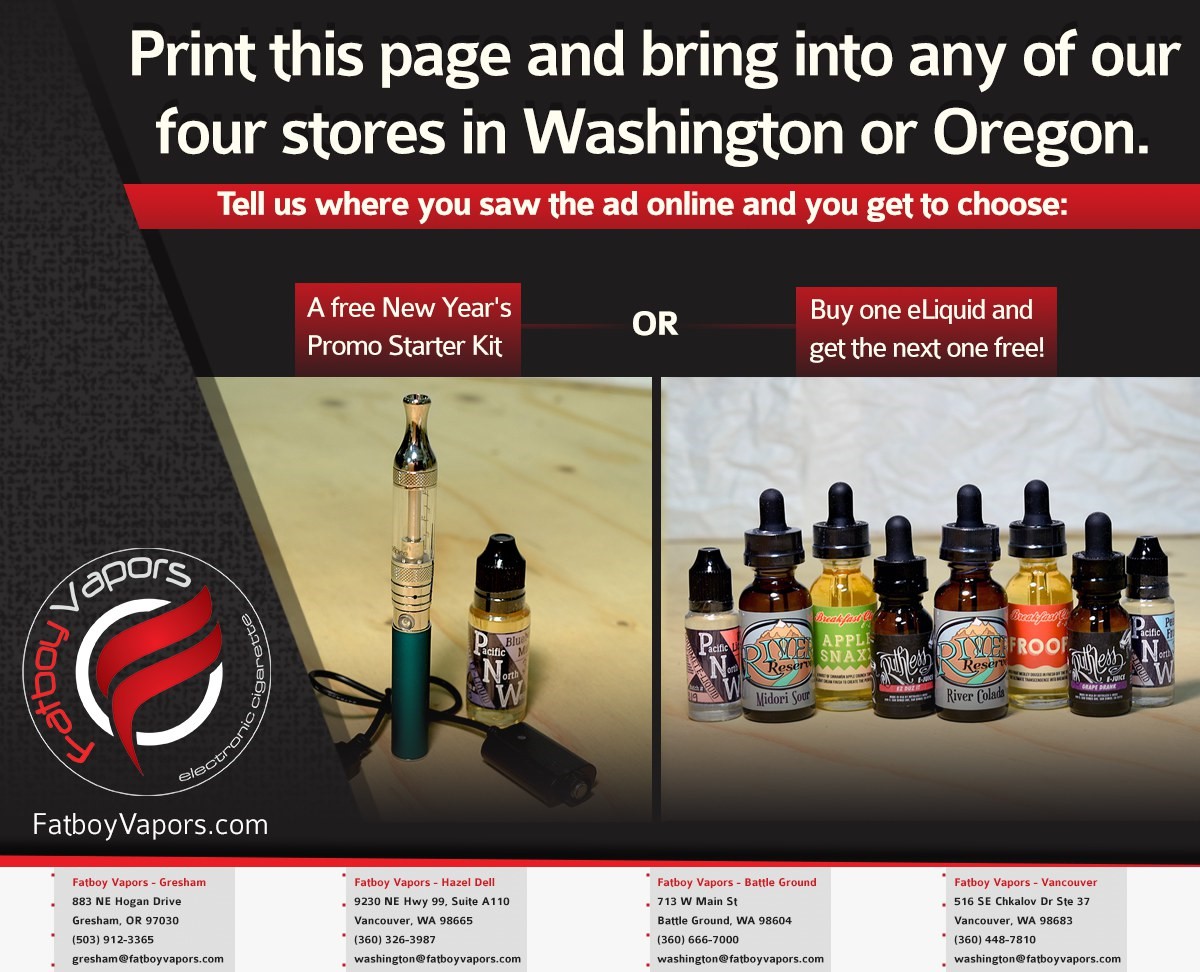 Print this page and bring into any of our
four stores in Washington or Oregon.
Tell us where you saw the ad online and you get to choose:
A free New Year's
Promo Starter Kit
OR
Buy one eLiquid and
get the next one free!
Pacific
North
W
Pacific
North
W
RIVER
Reserve
Midori Sour
Breakfast
APPLE
SNAX
Ruthless
E-JUICE
EZ DUZ IT
RIVER
Reserve
River Colada
Breakfast
FROOT
Ruthless
E-JUICE
GRAPE DRANK
Pacific
North
W
Fatboy Vapors
electronic cigarette
FatboyVapors.com
Fatboy Vapors - Gresham
883 NE Hogan Drive
Gresham, OR 97030
(503) 912-3365
gresham@fatboyvapors.com
Fatboy Vapors - Hazel Dell
9230 NE Hwy 99, Suite A110
Vancouver, WA 98665
(360) 326-3987
washington@fatboyvapors.com
Fatboy Vapors - Battle Ground
713 W Main St
Battle Ground, WA 98604
(360) 666-7000
washington@fatboyvapors.com
Fatboy Vapors - Vancouver
516 SE Chkalov Dr Ste 37
Vancouver, WA 98683
(360) 448-7810
washington@fatboyvapors.com